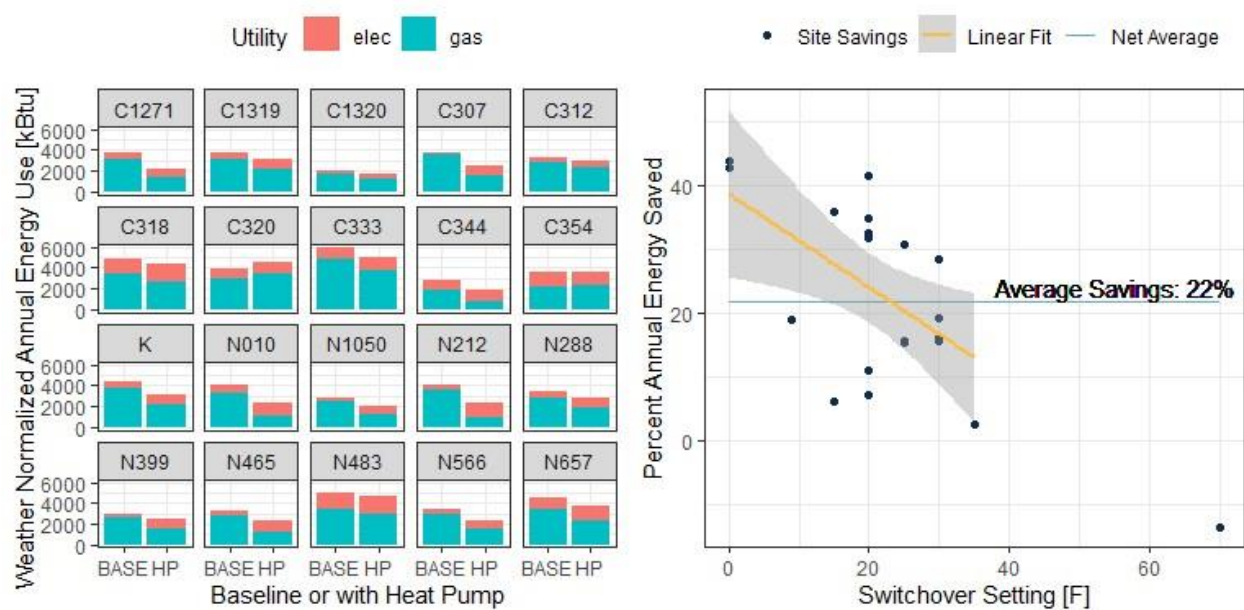 Utility elec gas
Weather Normalized Annual Energy Use [kBtu]
C1271 C1319 C1320 C307 C312
6000
4000
2000
0
C318 C320 C333 C344 C354
6000
4000
2000
0
K N010 N1050 N212 N288
6000
4000
2000
0
N399 N465 N483 N566 N657
6000
4000
2000
0
BASE HP BASE HP BASE HP BASE HP BASE HP
Baseline or with Heat Pump
Site Savings Linear Fit Net Average
Percent Annual Energy Saved
40
20
0
Average Savings: 22%
0 20 40 60
Switchover Setting [F]